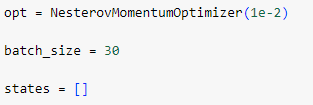 opt = NesterovMomentumOptimizer(1e-2)
batch_size = 30
states = []